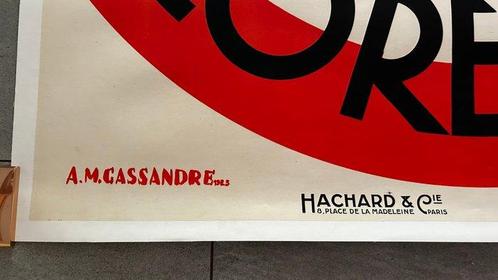 ORE
A.M.CASSANDRE 1925
HACHARD & CIE
8, PLACE DE LA MADELEINE PARIS